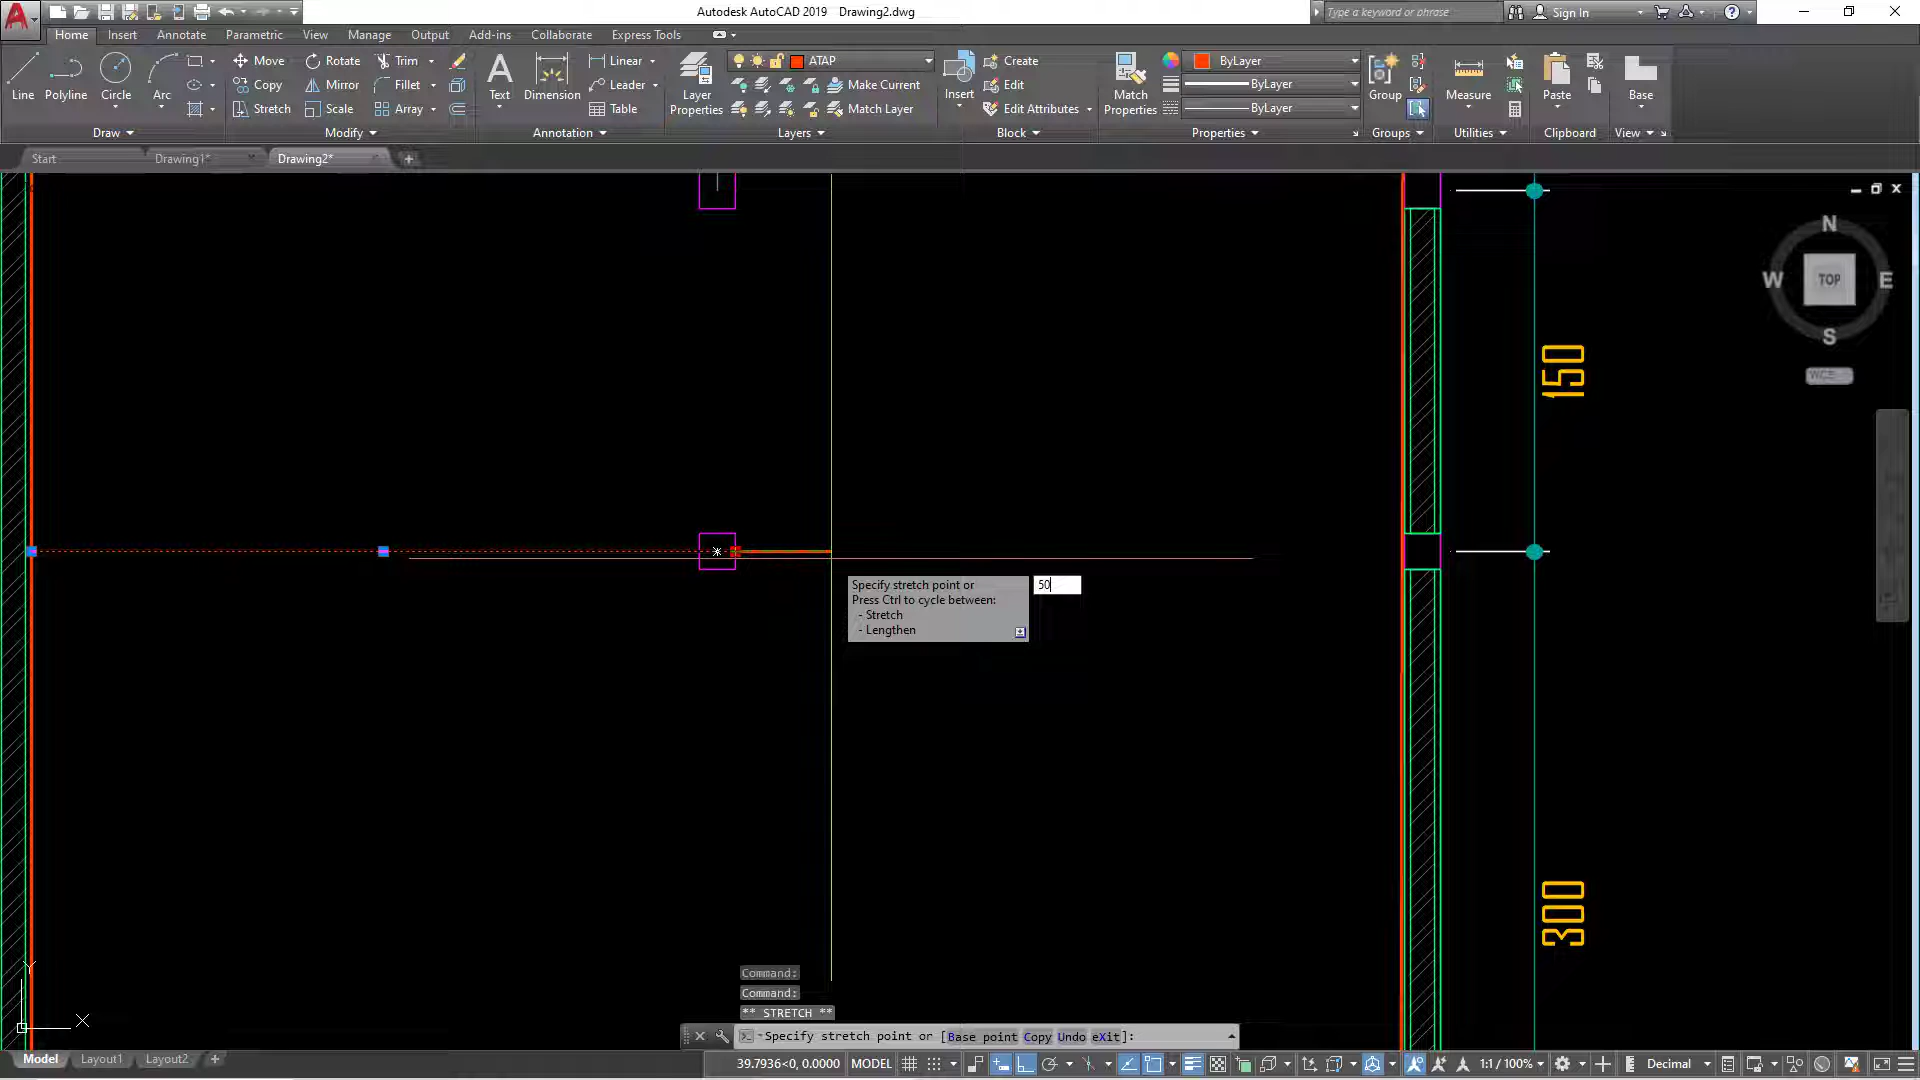 Autodesk AutoCAD 2019 Drawing2.dwg
Type a keyword or phrase
Sign In
Home Insert Annotate Parametric View Manage Output Add-ins Collaborate Express Tools
Line Polyline Circle Arc
Move Rotate Trim
Copy Mirror Fillet
Stretch Scale Array
Text Dimension
Linear
Leader
Table
Layer Properties
ATAP
Make Current
Match Layer
Insert
Create
Edit
Edit Attributes
Match Properties
ByLayer
ByLayer
ByLayer
Group
Measure
Paste
Base
Draw Modify Annotation Layers Block Properties Groups Utilities Clipboard View
Start Drawing1* Drawing2*
N
W TOP E
S
WCS
150
300
Specify stretch point or 50
Press Ctrl to cycle between:
- Stretch
- Lengthen
Y
X
Command:
Command:
** STRETCH **
Specify stretch point or [Base point Copy Undo eXit]:
Model Layout1 Layout2
39.7936<0, 0.0000 MODEL 1:1 / 100% Decimal